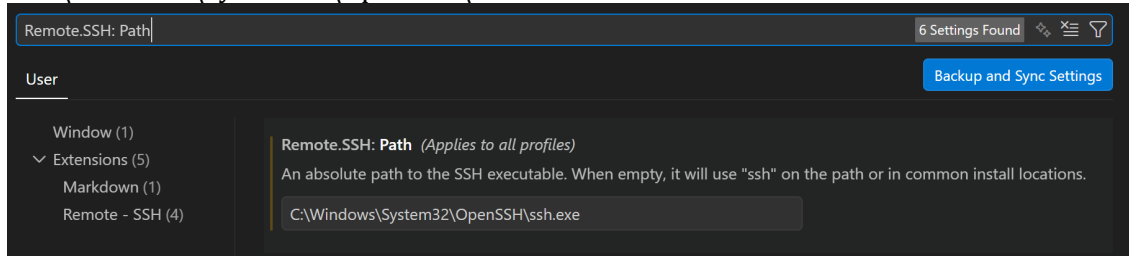 Remote.SSH: Path
6 Settings Found
User
Backup and Sync Settings
Window (1)
Extensions (5)
Markdown (1)
Remote - SSH (4)
Remote.SSH: Path (Applies to all profiles)
An absolute path to the SSH executable. When empty, it will use "ssh" on the path or in common install locations.
C:\Windows\System32\OpenSSH\ssh.exe